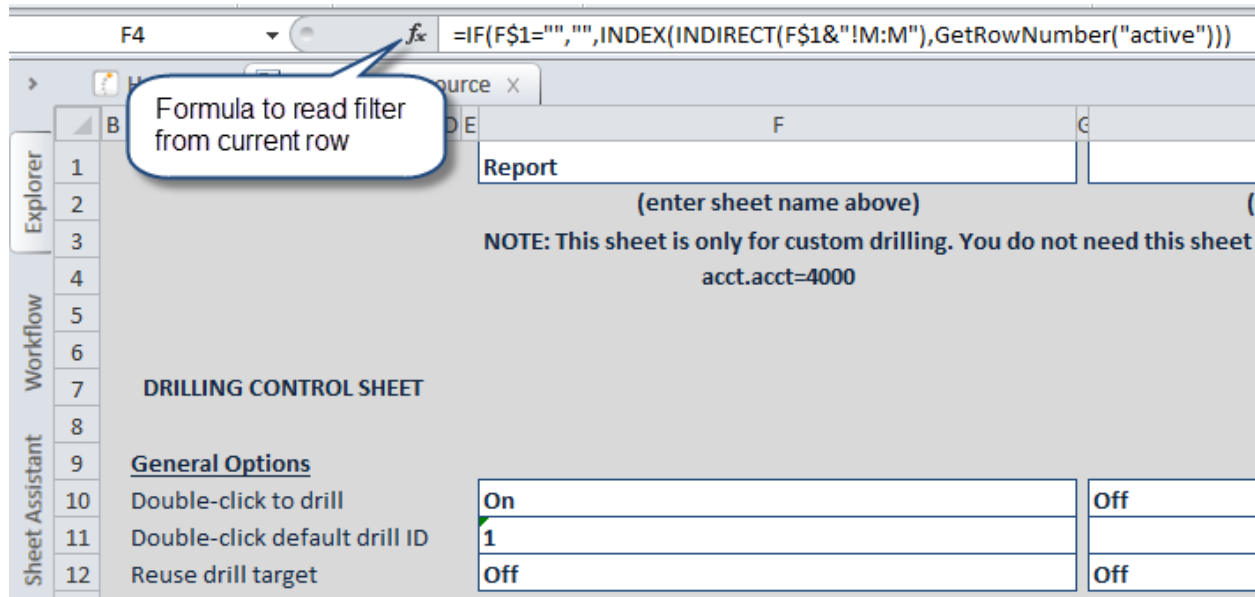 F4 fx =IF(F$1="","",INDEX(INDIRECT(F$1&"!M:M"),GetRowNumber("active")))
Formula to read filter
from current row
B D E F G
Explorer
Workflow
Sheet Assistant
1 Report
2 (enter sheet name above) (
3 NOTE: This sheet is only for custom drilling. You do not need this sheet
4 acct.acct=4000
5
6
7 DRILLING CONTROL SHEET
8
9 General Options
10 Double-click to drill On Off
11 Double-click default drill ID 1
12 Reuse drill target Off Off